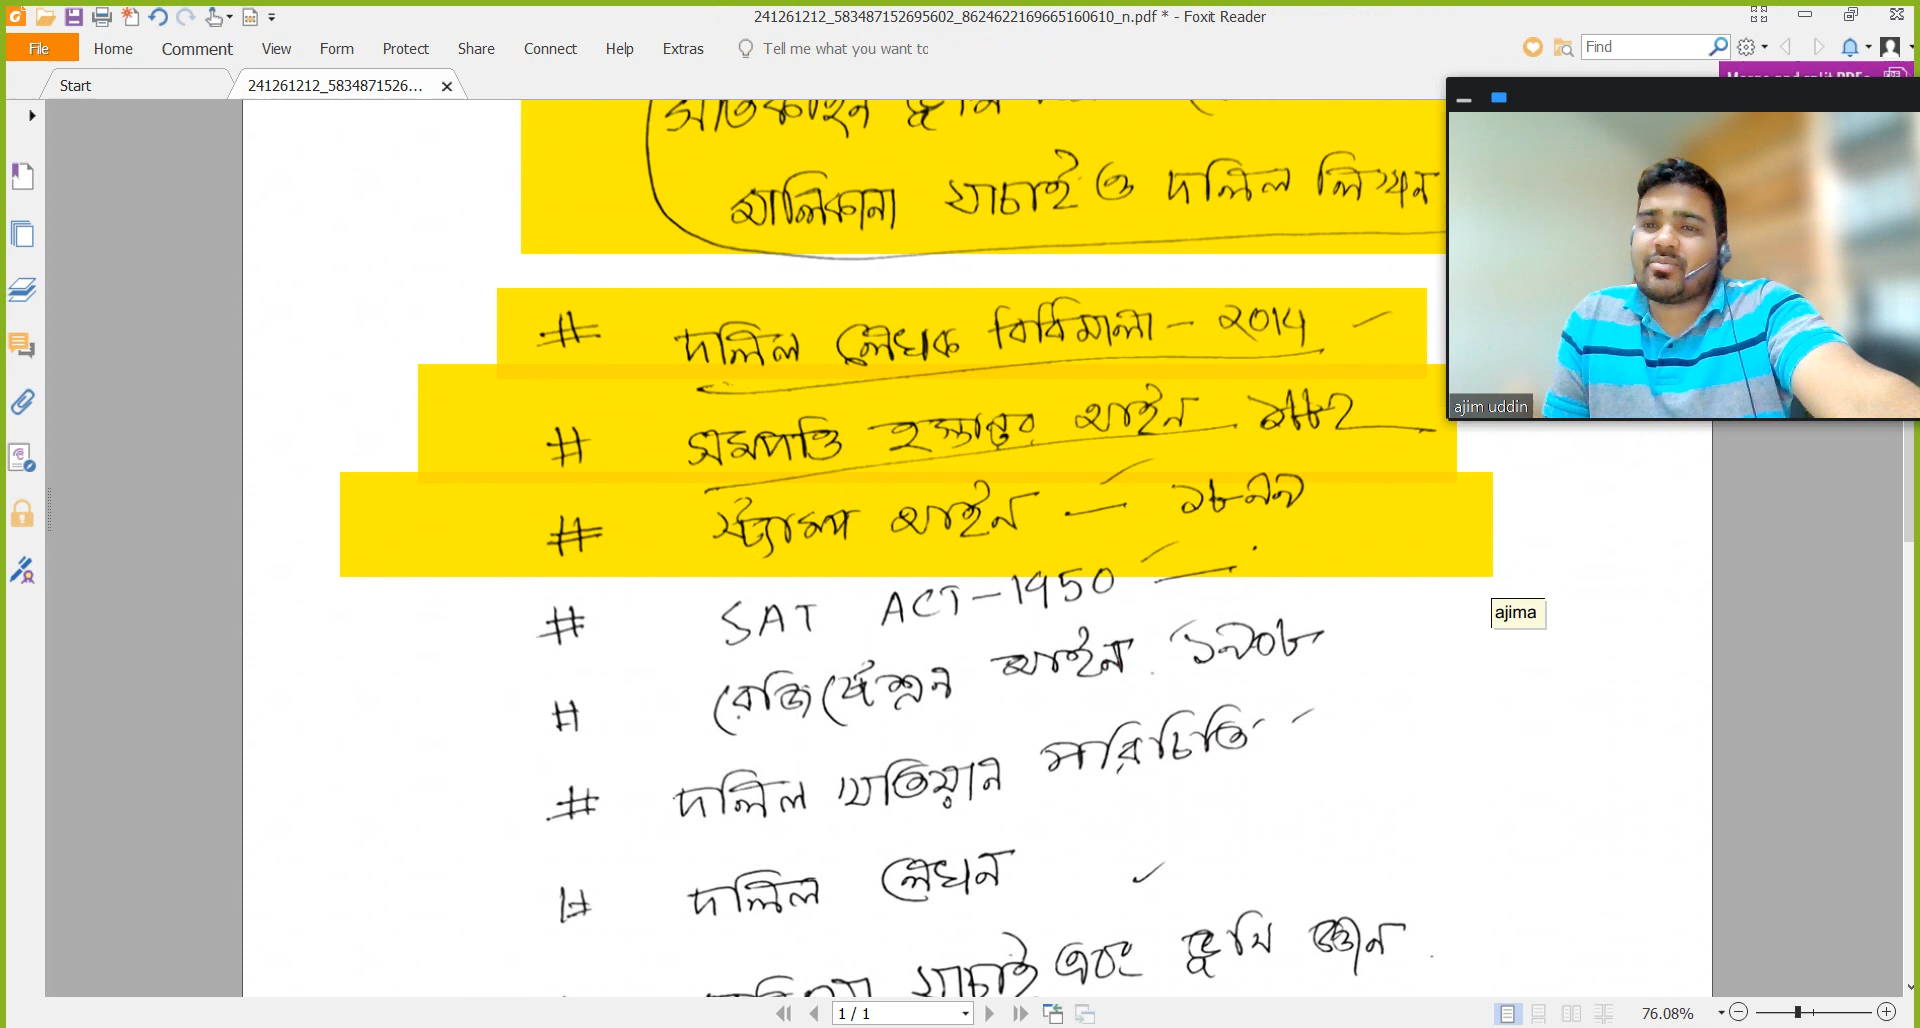 241261212_583487152695602_8624622169665160610_n.pdf * - Foxit Reader
File Home Comment View Form Protect Share Connect Help Extras Tell me what you want to Find
Start 241261212_5834871526...
মালিকানা যাচাই ও দলিল লিখন
# দলিল লেখক বিধিমালা - ২০১৪
# সম্পত্তি হস্তান্তর আইন ১৮৮২
# স্ট্যাম্প আইন - ১৮৯৯
# SAT ACT - 1950
# রেজিস্ট্রেশন আইন ১৯০৮
# দলিল খতিয়ান পরিচিতি
# দলিল লেখন
যাচাই এবং ভূমি জ্ঞান
ajim uddin
ajima
1 / 1
76.08%